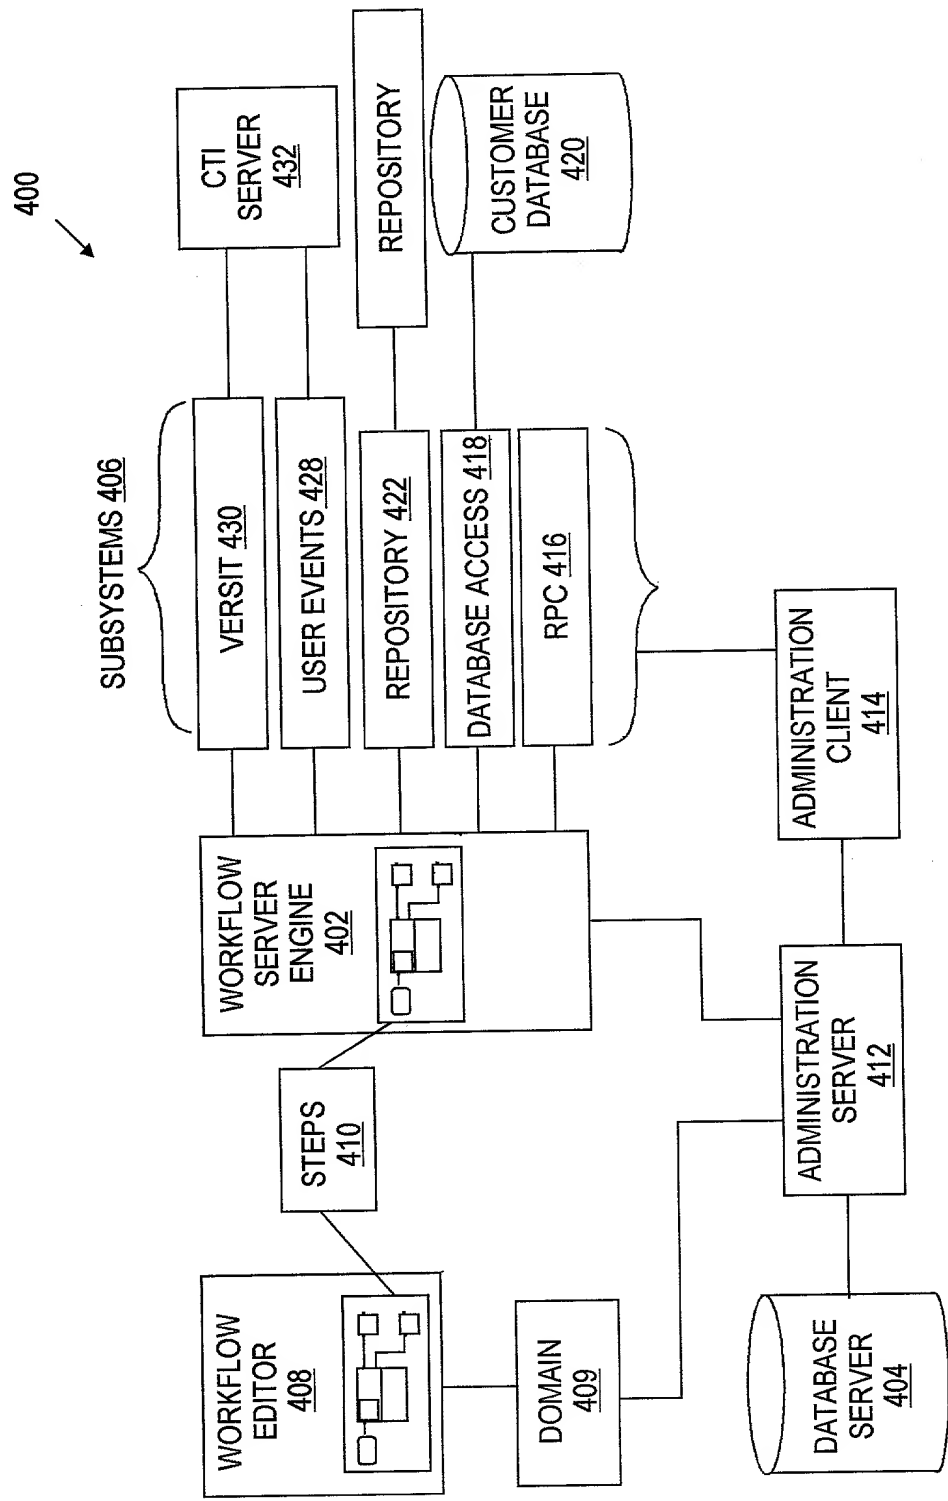 400
SUBSYSTEMS 406
VERSIT 430
USER EVENTS 428
REPOSITORY 422
DATABASE ACCESS 418
RPC 416
CTI
SERVER
432
REPOSITORY
CUSTOMER
DATABASE
420
WORKFLOW
SERVER
ENGINE
402
STEPS
410
WORKFLOW
EDITOR
408
DOMAIN
409
DATABASE
SERVER
404
ADMINISTRATION
SERVER
412
ADMINISTRATION
CLIENT
414